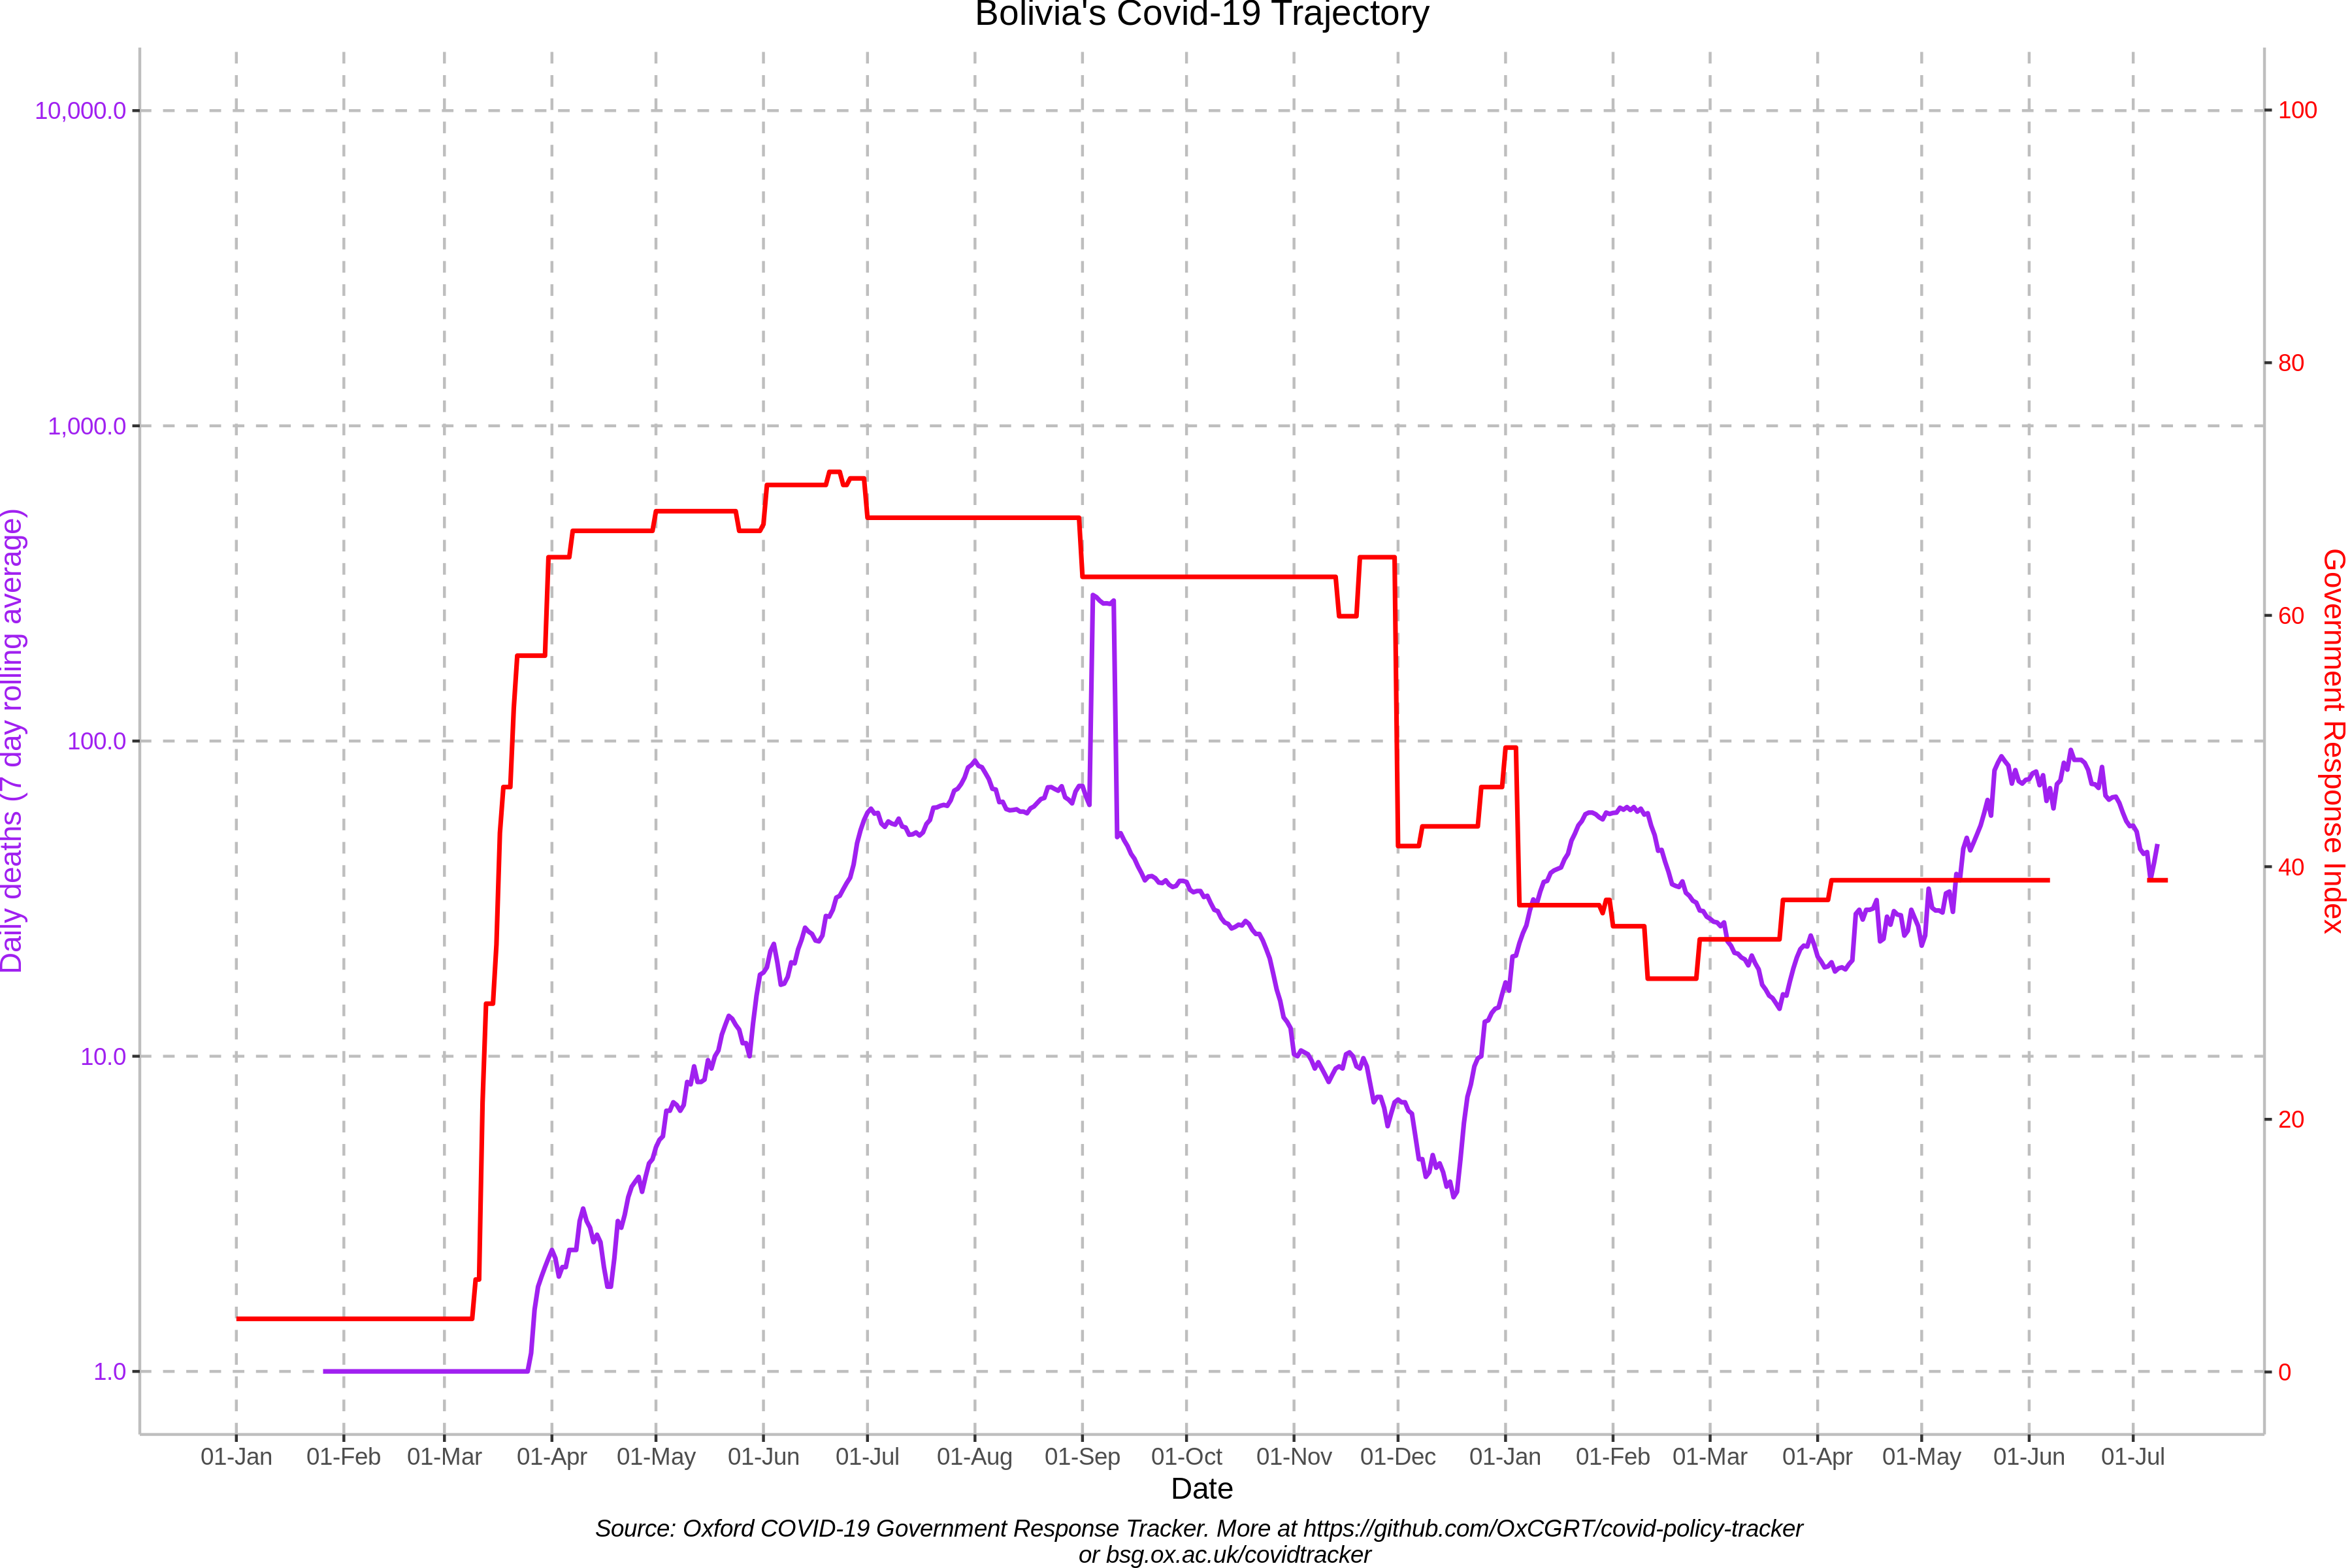 Bolivia's Covid-19 Trajectory
10,000.0
1,000.0
100.0
10.0
1.0
Daily deaths (7 day rolling average)
100
80
60
40
20
0
Government Response Index
01-Jan 01-Feb 01-Mar 01-Apr 01-May 01-Jun 01-Jul 01-Aug 01-Sep 01-Oct 01-Nov 01-Dec 01-Jan 01-Feb 01-Mar 01-Apr 01-May 01-Jun 01-Jul
Date
Source: Oxford COVID-19 Government Response Tracker. More at https://github.com/OxCGRT/covid-policy-tracker
or bsg.ox.ac.uk/covidtracker